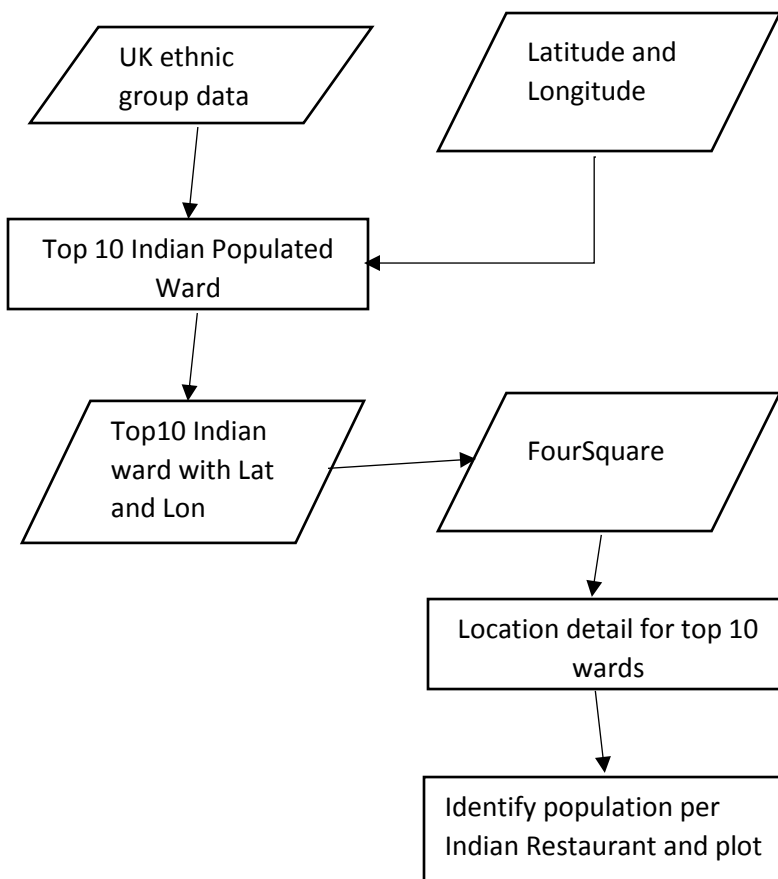 UK ethnic
group data
Latitude and
Longitude
Top 10 Indian Populated
Ward
Top10 Indian
ward with Lat
and Lon
FourSquare
Location detail for top 10
wards
Identify population per
Indian Restaurant and plot